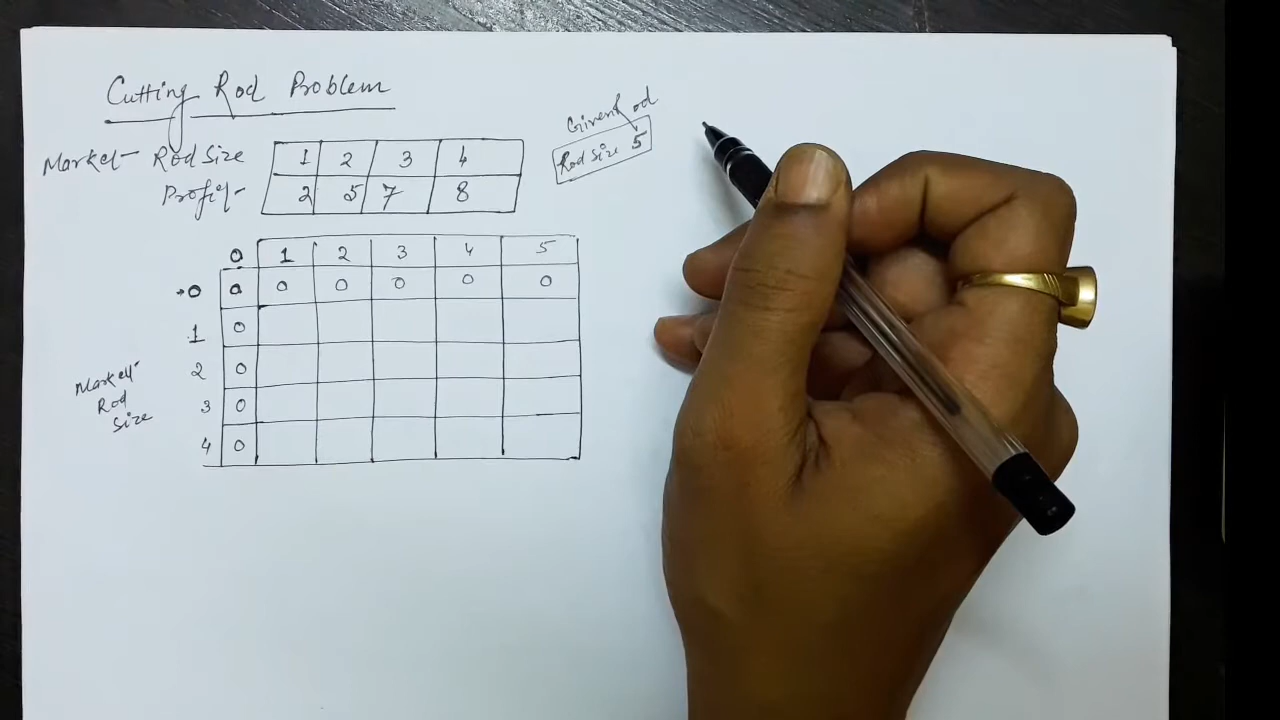 Cutting Rod Problem
Market Rod Size 1 2 3 4
Profit 2 5 7 8
Given Rod
Rod size 5
0 1 2 3 4 5
0 0 0 0 0 0 0
1 0
2 0
3 0
4 0
Market
Rod
Size